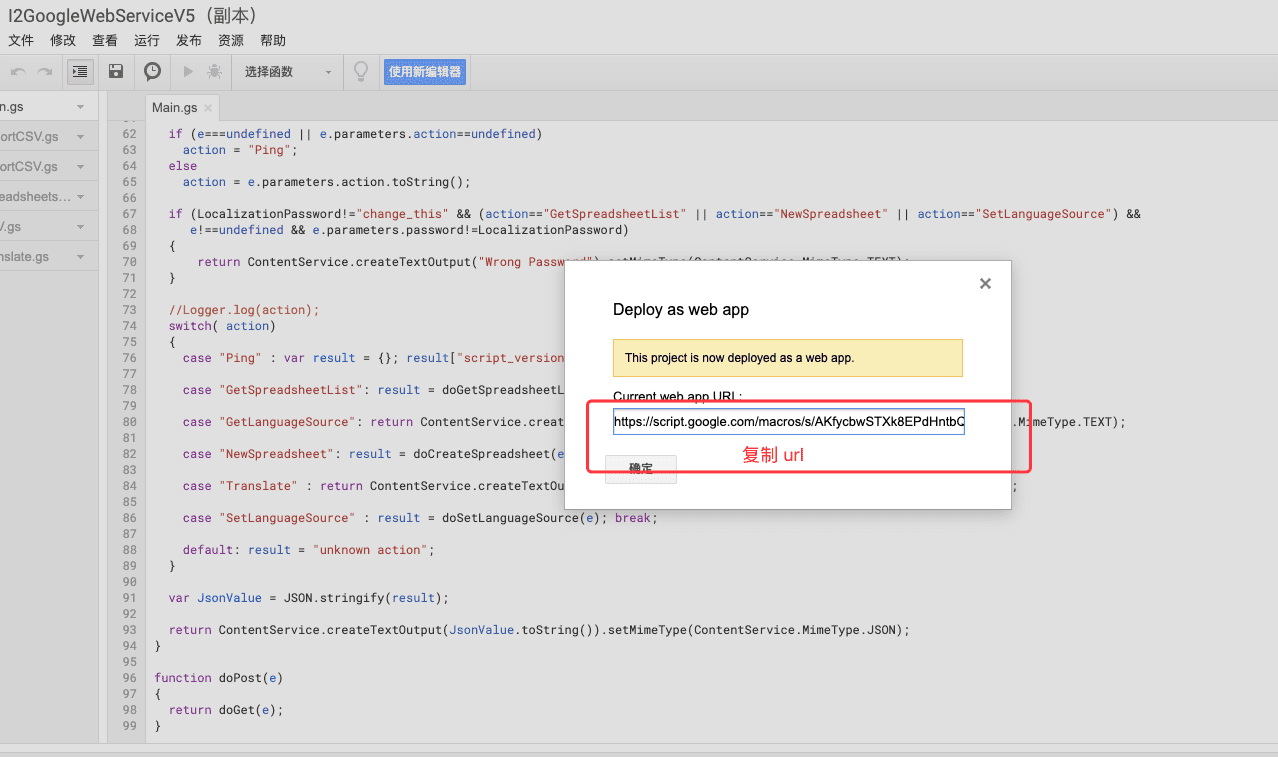 I2GoogleWebServiceV5（副本）
文件 修改 查看 运行 发布 资源 帮助
选择函数 使用新编辑器
n.gs
ortCSV.gs
ortCSV.gs
eadsheets...
V.gs
nslate.gs
Main.gs
62 if (e===undefined || e.parameters.action==undefined)
63 action = "Ping";
64 else
65 action = e.parameters.action.toString();
66
67 if (LocalizationPassword!="change_this" && (action=="GetSpreadsheetList" || action=="NewSpreadsheet" || action=="SetLanguageSource") &&
68 e!==undefined && e.parameters.password!=LocalizationPassword)
69 {
70 return ContentService.createTextOutput("Wrong Password").setMimeType(ContentService.MimeType.TEXT);
71 }
72
73 //Logger.log(action);
74 switch( action)
75 {
76 case "Ping" : var result = {}; result["script_version
77
78 case "GetSpreadsheetList": result = doGetSpreadsheetL
79
80 case "GetLanguageSource": return ContentService.creat .MimeType.TEXT);
81
82 case "NewSpreadsheet": result = doCreateSpreadsheet(e
83
84 case "Translate" : return ContentService.createTextOu ;
85
86 case "SetLanguageSource" : result = doSetLanguageSource(e); break;
87
88 default: result = "unknown action";
89 }
90
91 var JsonValue = JSON.stringify(result);
92
93 return ContentService.createTextOutput(JsonValue.toString()).setMimeType(ContentService.MimeType.JSON);
94 }
95
96 function doPost(e)
97 {
98 return doGet(e);
99 }
Deploy as web app
This project is now deployed as a web app.
Current web app URL:
https://script.google.com/macros/s/AKfycbwSTXk8EPdHntbQ
复制 url
确定